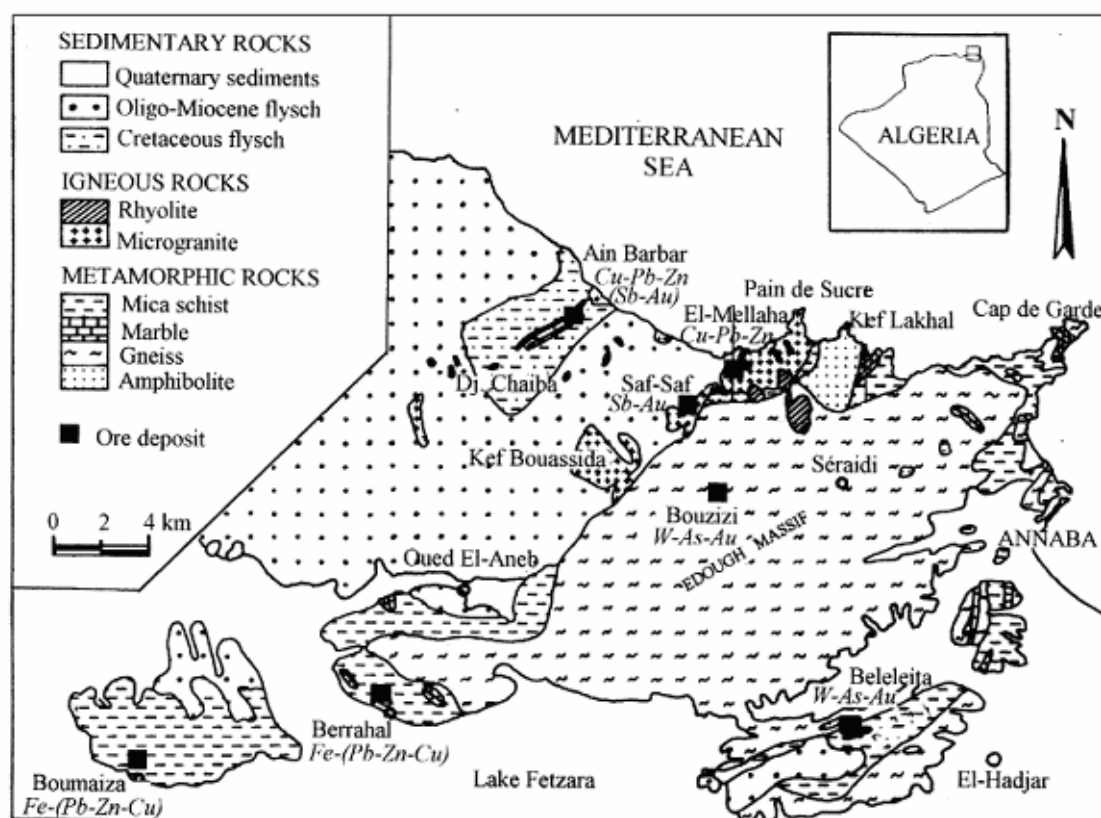 SEDIMENTARY ROCKS
Quaternary sediments
Oligo-Miocene flysch
Cretaceous flysch
IGNEOUS ROCKS
Rhyolite
Microgranite
METAMORPHIC ROCKS
Mica schist
Marble
Gneiss
Amphibolite
Ore deposit
0 2 4 km
MEDITERRANEAN
SEA
ALGERIA
N
Ain Barbar
Cu-Pb-Zn
(Sb-Au)
Pain de Sucre
El-Mellaha
Cu-Pb-Zn
Kef Lakhal
Cap de Garde
Dj. Chaiba
Saf-Saf
Sb-Au
Kef Bouassida
Séraidi
Bouzizi
W-As-Au
EDOUGH MASSIF
ANNABA
Oued El-Aneb
Beleleita
W-As-Au
Berrahal
Fe-(Pb-Zn-Cu)
Boumaiza
Fe-(Pb-Zn-Cu)
Lake Fetzara
El-Hadjar